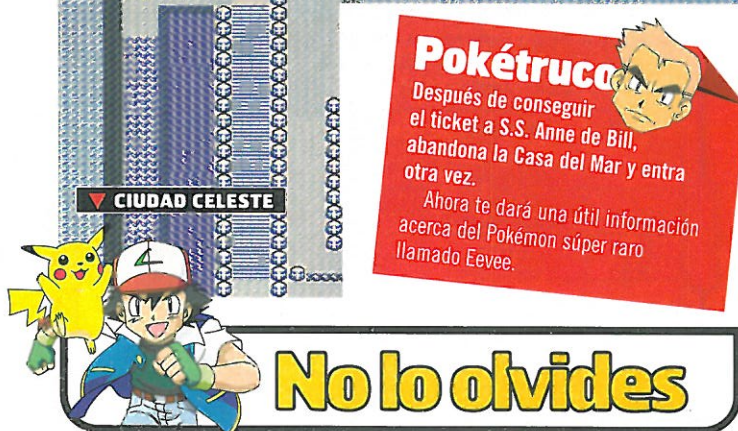 Pokétruco
Después de conseguir
el ticket a S.S. Anne de Bill,
abandona la Casa del Mar y entra
otra vez.
Ahora te dará una útil información
acerca del Pokémon súper raro
llamado Eevee.
CIUDAD CELESTE
No lo olvides